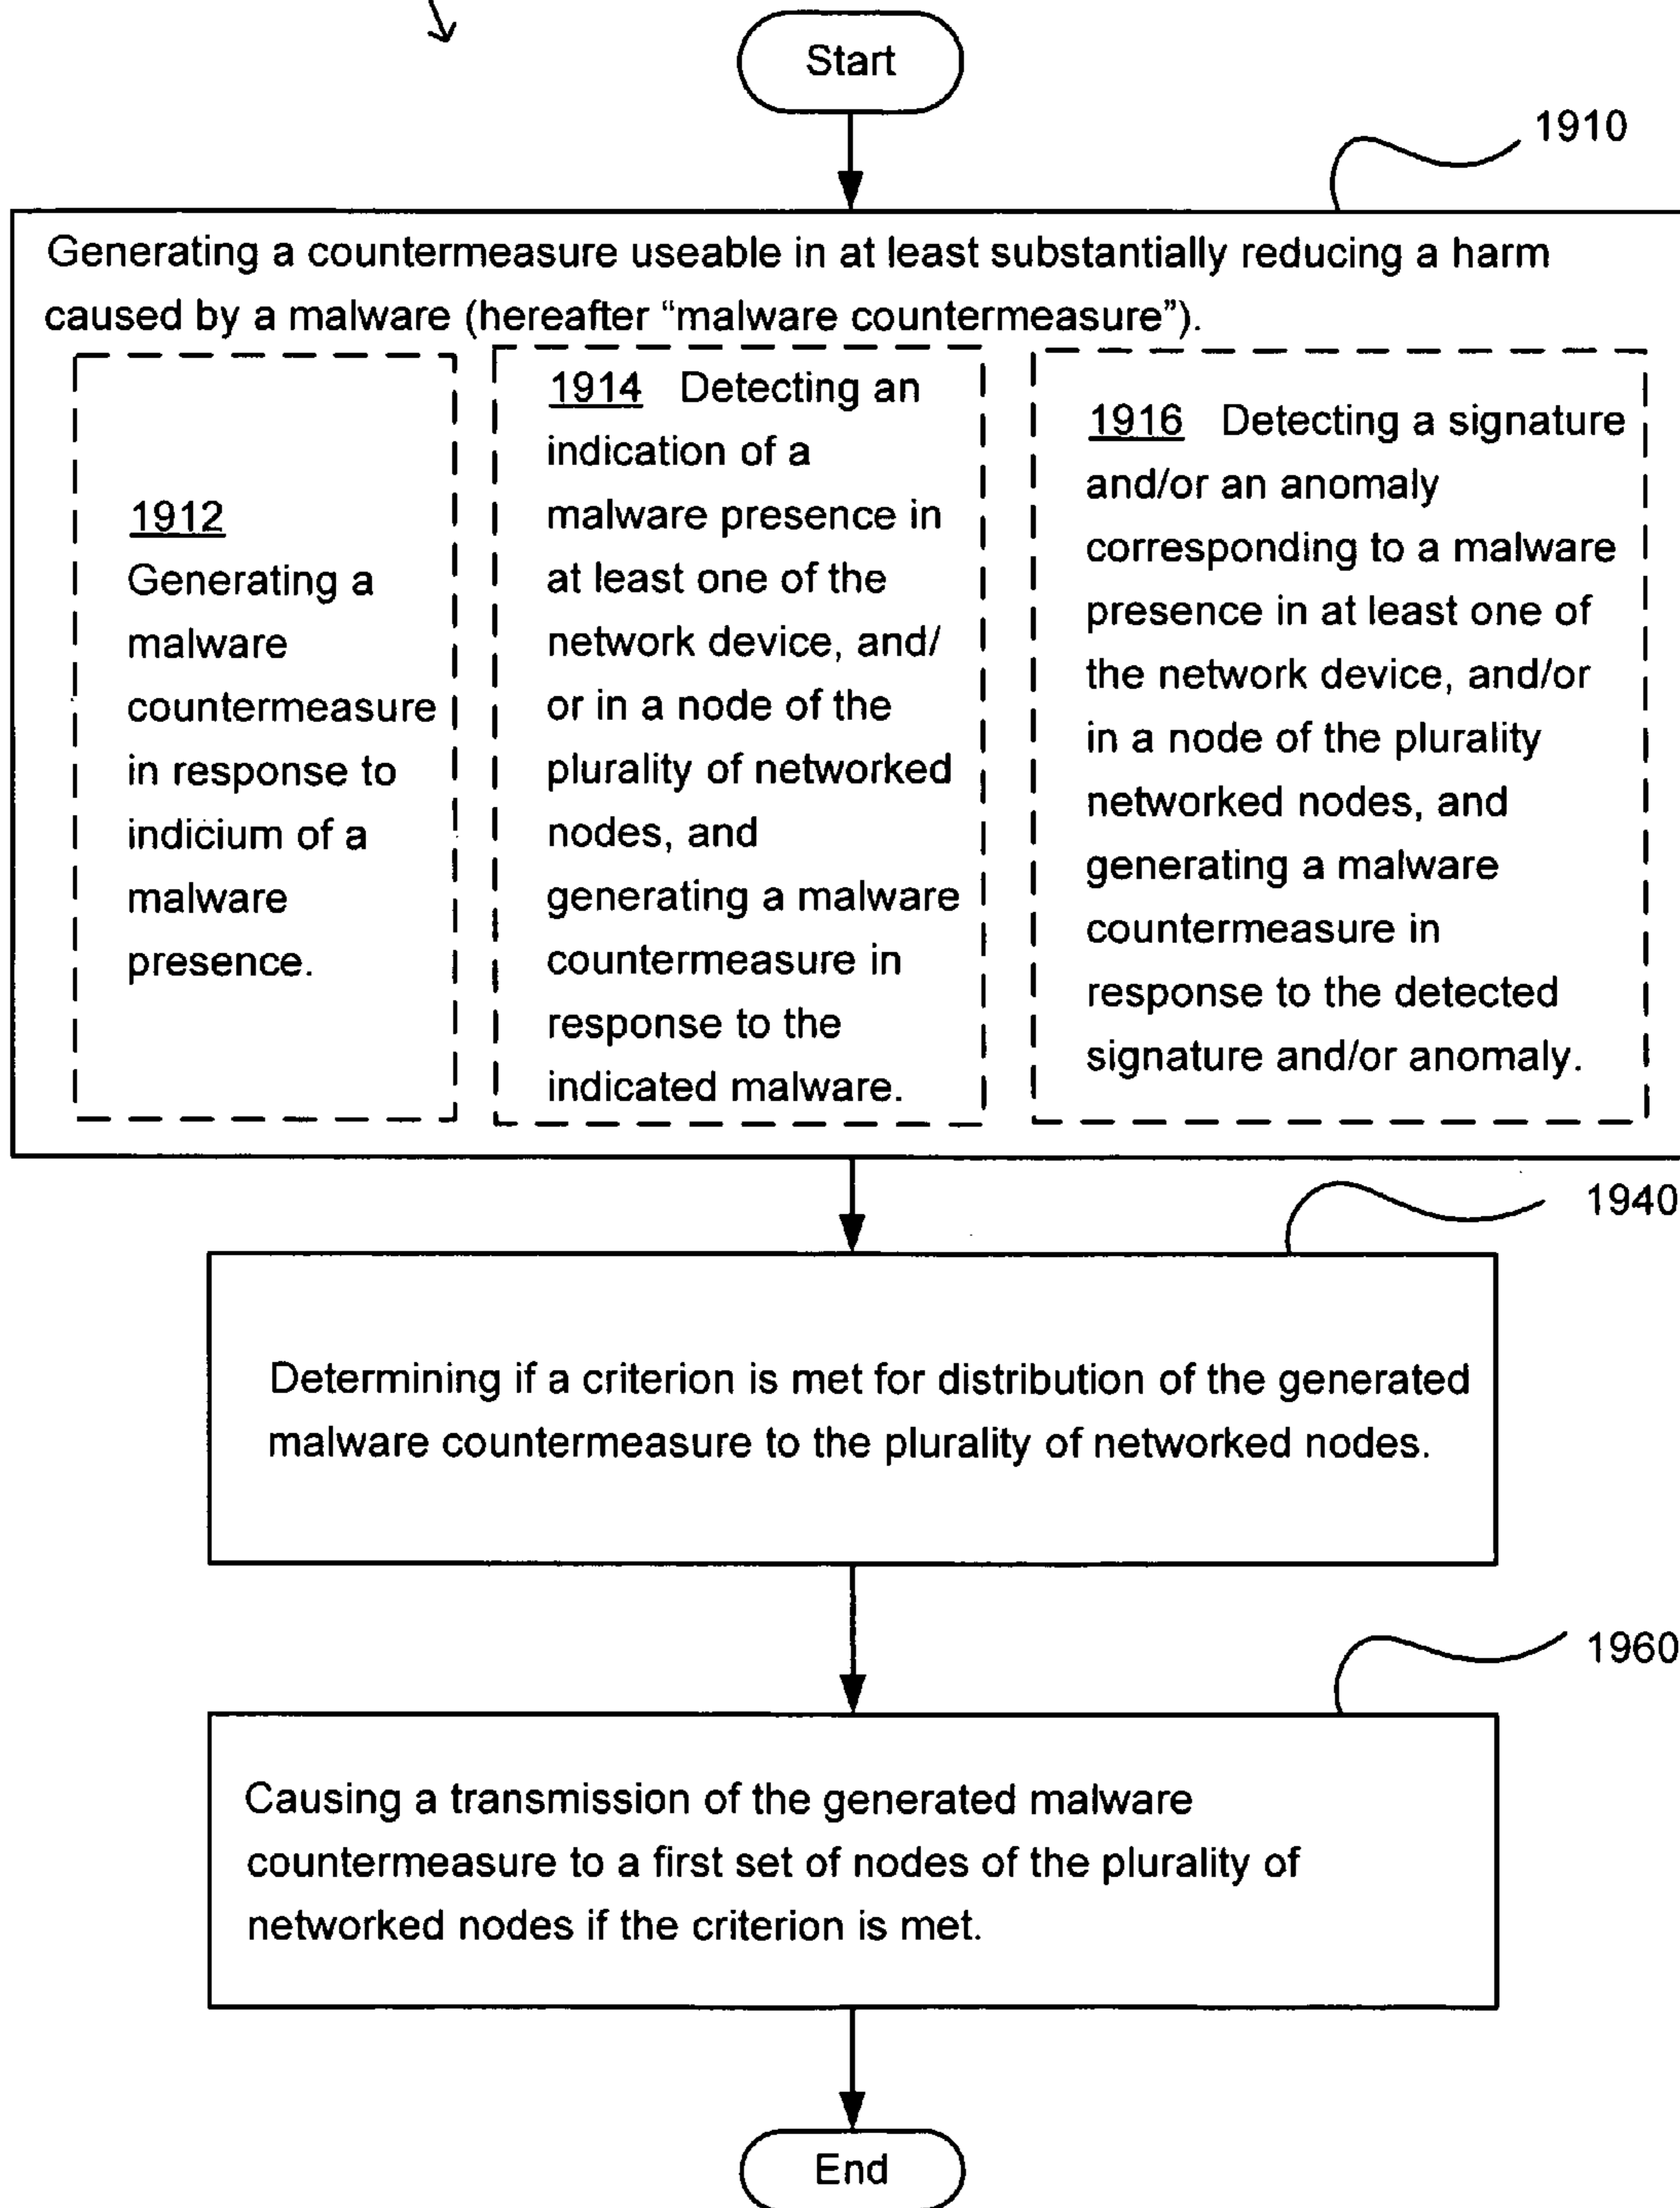 Start
1910
Generating a countermeasure useable in at least substantially reducing a harm
caused by a malware (hereafter “malware countermeasure”).
1912
Generating a
malware
countermeasure
in response to
indicium of a
malware
presence.
1914 Detecting an
indication of a
malware presence in
at least one of the
network device, and/
or in a node of the
plurality of networked
nodes, and
generating a malware
countermeasure in
response to the
indicated malware.
1916 Detecting a signature
and/or an anomaly
corresponding to a malware
presence in at least one of
the network device, and/or
in a node of the plurality
networked nodes, and
generating a malware
countermeasure in
response to the detected
signature and/or anomaly.
1940
Determining if a criterion is met for distribution of the generated
malware countermeasure to the plurality of networked nodes.
1960
Causing a transmission of the generated malware
countermeasure to a first set of nodes of the plurality of
networked nodes if the criterion is met.
End